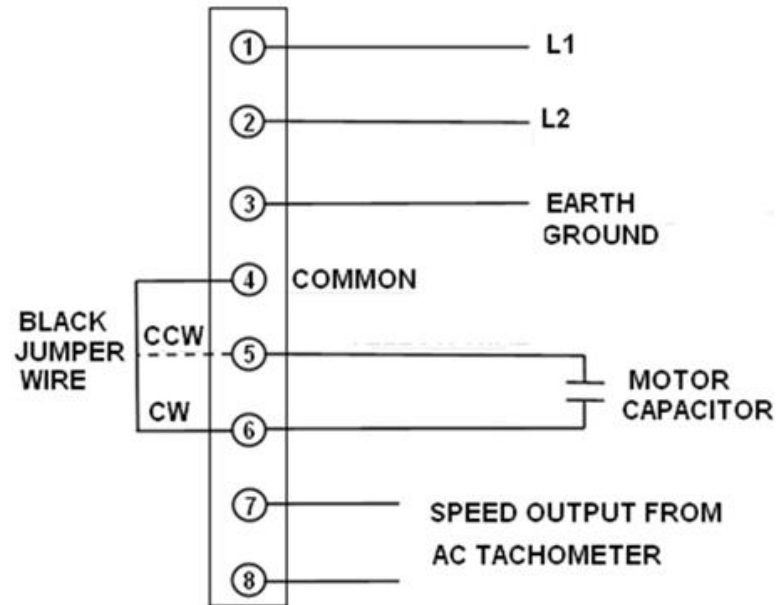 1
L1
2
L2
3
EARTH
GROUND
4
COMMON
BLACK
JUMPER
WIRE
CCW
5
CW
6
MOTOR
CAPACITOR
7
SPEED OUTPUT FROM
AC TACHOMETER
8